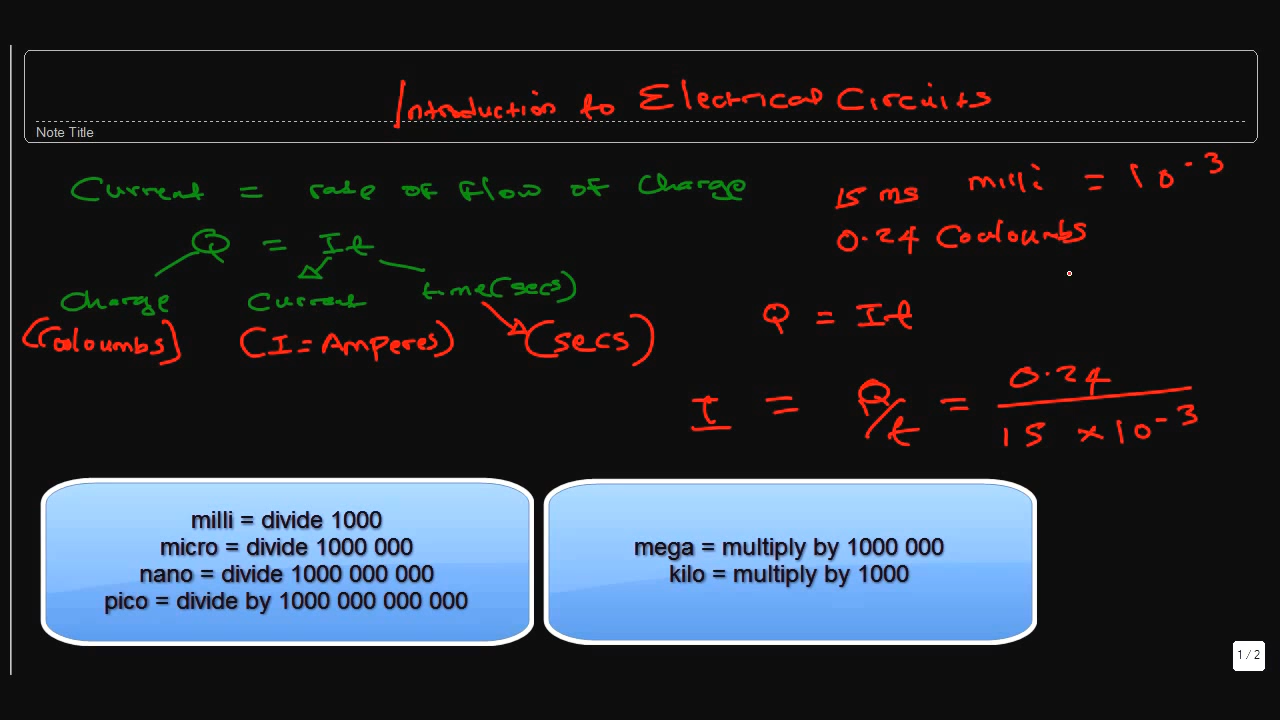 Introduction to Electrical Circuits
Note Title
Current = rate of Flow of Charge
Q = It
Charge Current time(secs)
(Coloumbs) (I = Amperes) (secs)
15 ms milli = 10-3
0.24 Couloumbs
Q = It
I = Q/t = 0.24
15 × 10-3
milli = divide 1000
micro = divide 1000 000
nano = divide 1000 000 000
pico = divide by 1000 000 000 000
mega = multiply by 1000 000
kilo = multiply by 1000
1 / 2